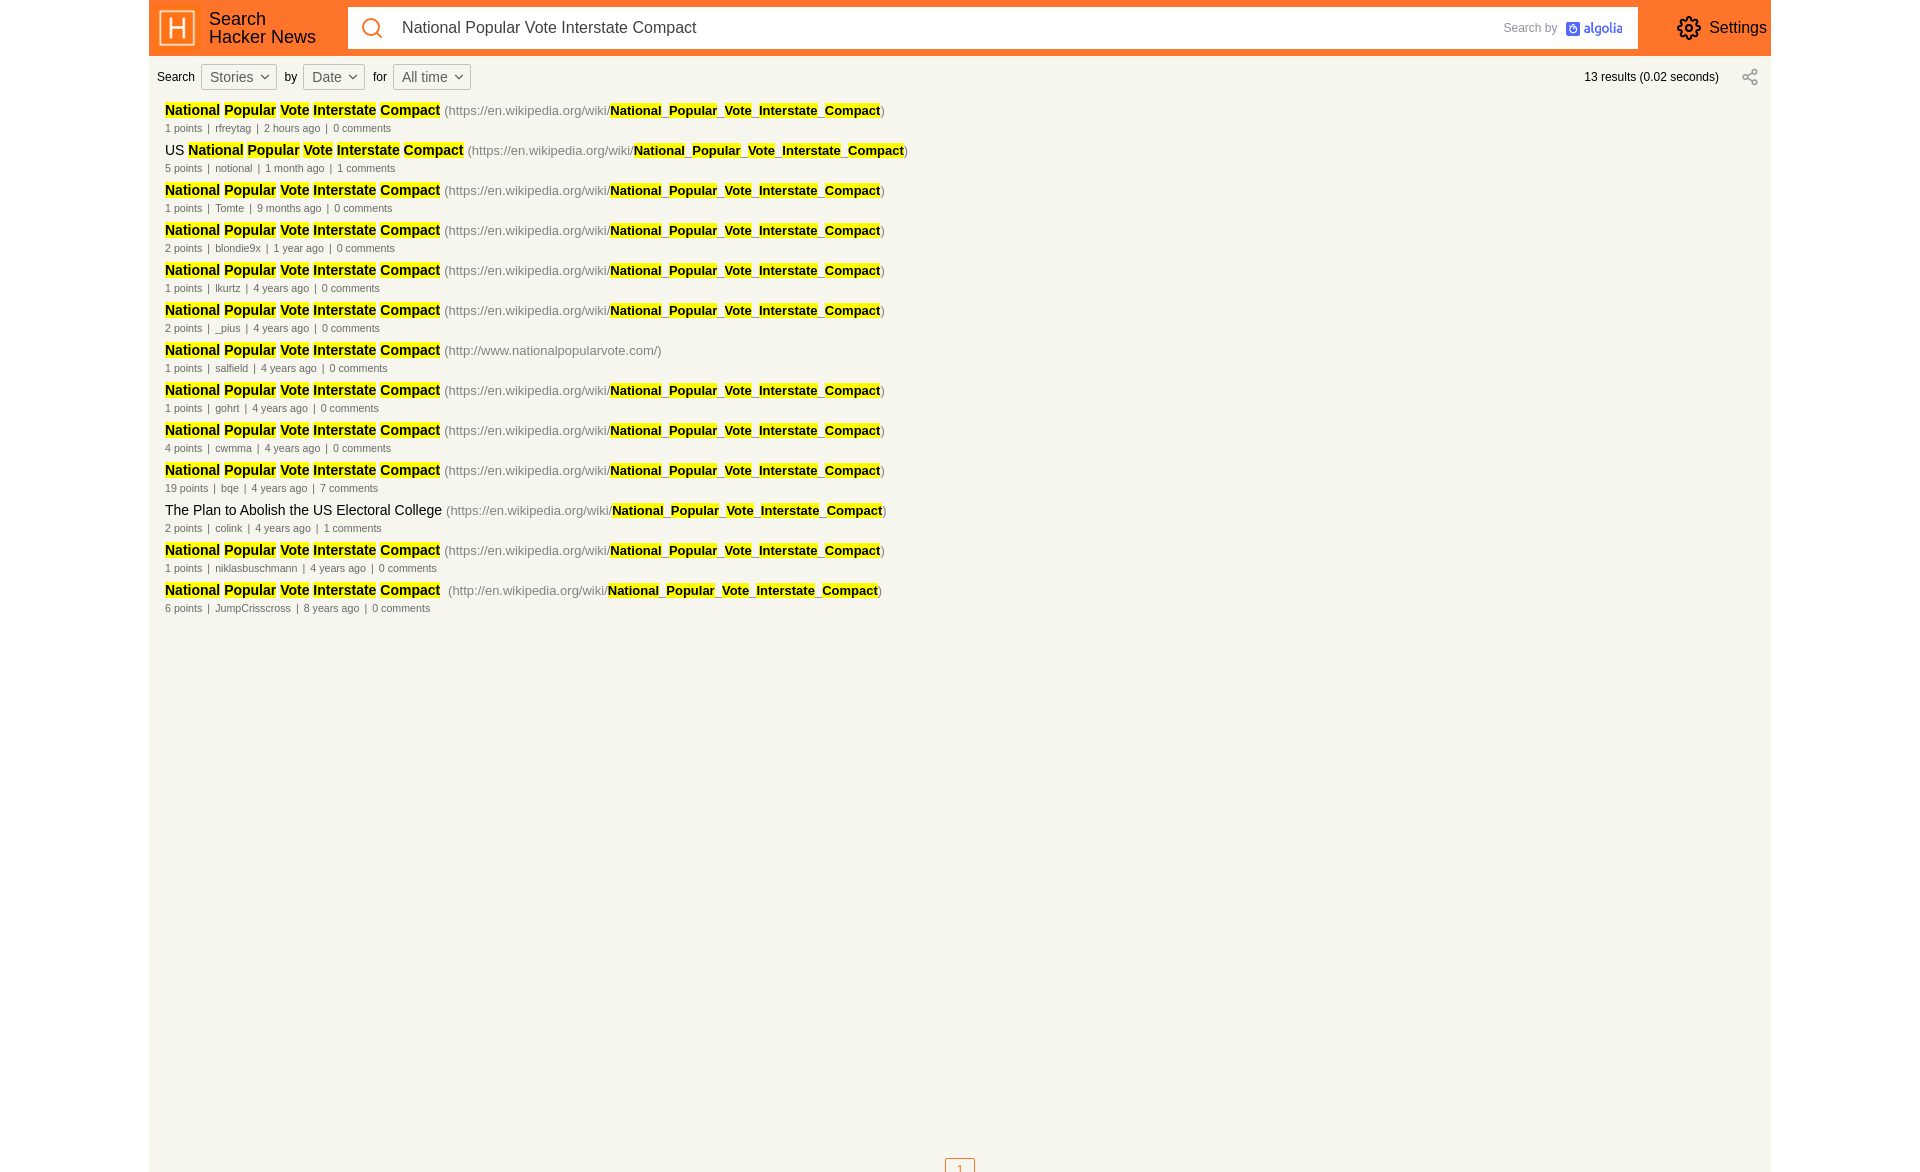 Search
Hacker News
National Popular Vote Interstate Compact
Search by algolia
Settings
Search Stories by Date for All time
13 results (0.02 seconds)
National Popular Vote Interstate Compact (https://en.wikipedia.org/wiki/National_Popular_Vote_Interstate_Compact)
1 points | rfreytag | 2 hours ago | 0 comments
US National Popular Vote Interstate Compact (https://en.wikipedia.org/wiki/National_Popular_Vote_Interstate_Compact)
5 points | notional | 1 month ago | 1 comments
National Popular Vote Interstate Compact (https://en.wikipedia.org/wiki/National_Popular_Vote_Interstate_Compact)
1 points | Tomte | 9 months ago | 0 comments
National Popular Vote Interstate Compact (https://en.wikipedia.org/wiki/National_Popular_Vote_Interstate_Compact)
2 points | blondie9x | 1 year ago | 0 comments
National Popular Vote Interstate Compact (https://en.wikipedia.org/wiki/National_Popular_Vote_Interstate_Compact)
1 points | lkurtz | 4 years ago | 0 comments
National Popular Vote Interstate Compact (https://en.wikipedia.org/wiki/National_Popular_Vote_Interstate_Compact)
2 points | _pius | 4 years ago | 0 comments
National Popular Vote Interstate Compact (http://www.nationalpopularvote.com/)
1 points | salfield | 4 years ago | 0 comments
National Popular Vote Interstate Compact (https://en.wikipedia.org/wiki/National_Popular_Vote_Interstate_Compact)
1 points | gohrt | 4 years ago | 0 comments
National Popular Vote Interstate Compact (https://en.wikipedia.org/wiki/National_Popular_Vote_Interstate_Compact)
4 points | cwmma | 4 years ago | 0 comments
National Popular Vote Interstate Compact (https://en.wikipedia.org/wiki/National_Popular_Vote_Interstate_Compact)
19 points | bqe | 4 years ago | 7 comments
The Plan to Abolish the US Electoral College (https://en.wikipedia.org/wiki/National_Popular_Vote_Interstate_Compact)
2 points | colink | 4 years ago | 1 comments
National Popular Vote Interstate Compact (https://en.wikipedia.org/wiki/National_Popular_Vote_Interstate_Compact)
1 points | niklasbuschmann | 4 years ago | 0 comments
National Popular Vote Interstate Compact (http://en.wikipedia.org/wiki/National_Popular_Vote_Interstate_Compact)
6 points | JumpCrisscross | 8 years ago | 0 comments
1